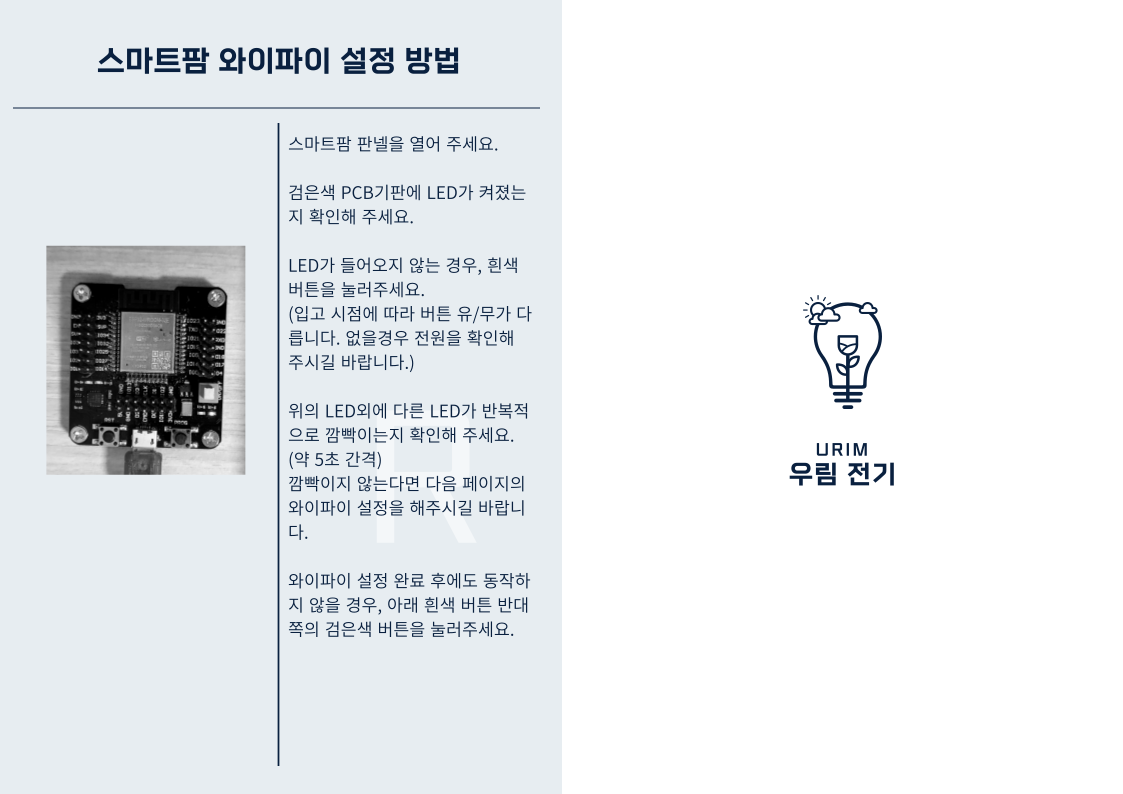 스마트팜 와이파이 설정 방법
스마트팜 판넬을 열어 주세요.
검은색 PCB기판에 LED가 켜졌는
지 확인해 주세요.
LED가 들어오지 않는 경우, 흰색
버튼을 눌러주세요.
(입고 시점에 따라 버튼 유/무가 다
릅니다. 없을경우 전원을 확인해
주시길 바랍니다.)
위의 LED외에 다른 LED가 반복적
으로 깜빡이는지 확인해 주세요.
(약 5초 간격)
깜빡이지 않는다면 다음 페이지의
와이파이 설정을 해주시길 바랍니
다.
와이파이 설정 완료 후에도 동작하
지 않을 경우, 아래 흰색 버튼 반대
쪽의 검은색 버튼을 눌러주세요.
R
URIM
우림 전기